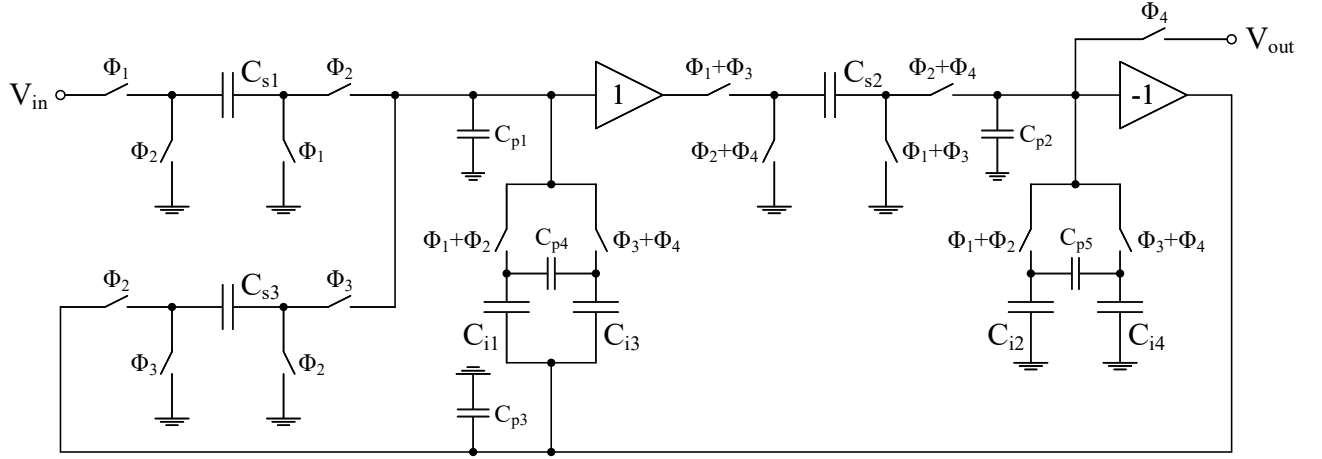 Φ4
Vout
Φ1
Cs1
Φ2
Φ1+Φ3
Cs2
Φ2+Φ4
Vin
1
-1
Cp1
Cp2
Φ2
Φ1
Φ2+Φ4
Φ1+Φ3
Φ1+Φ2
Cp4
Φ3+Φ4
Φ1+Φ2
Cp5
Φ3+Φ4
Φ2
Cs3
Φ3
Ci1
Ci3
Ci2
Ci4
Φ3
Φ2
Cp3